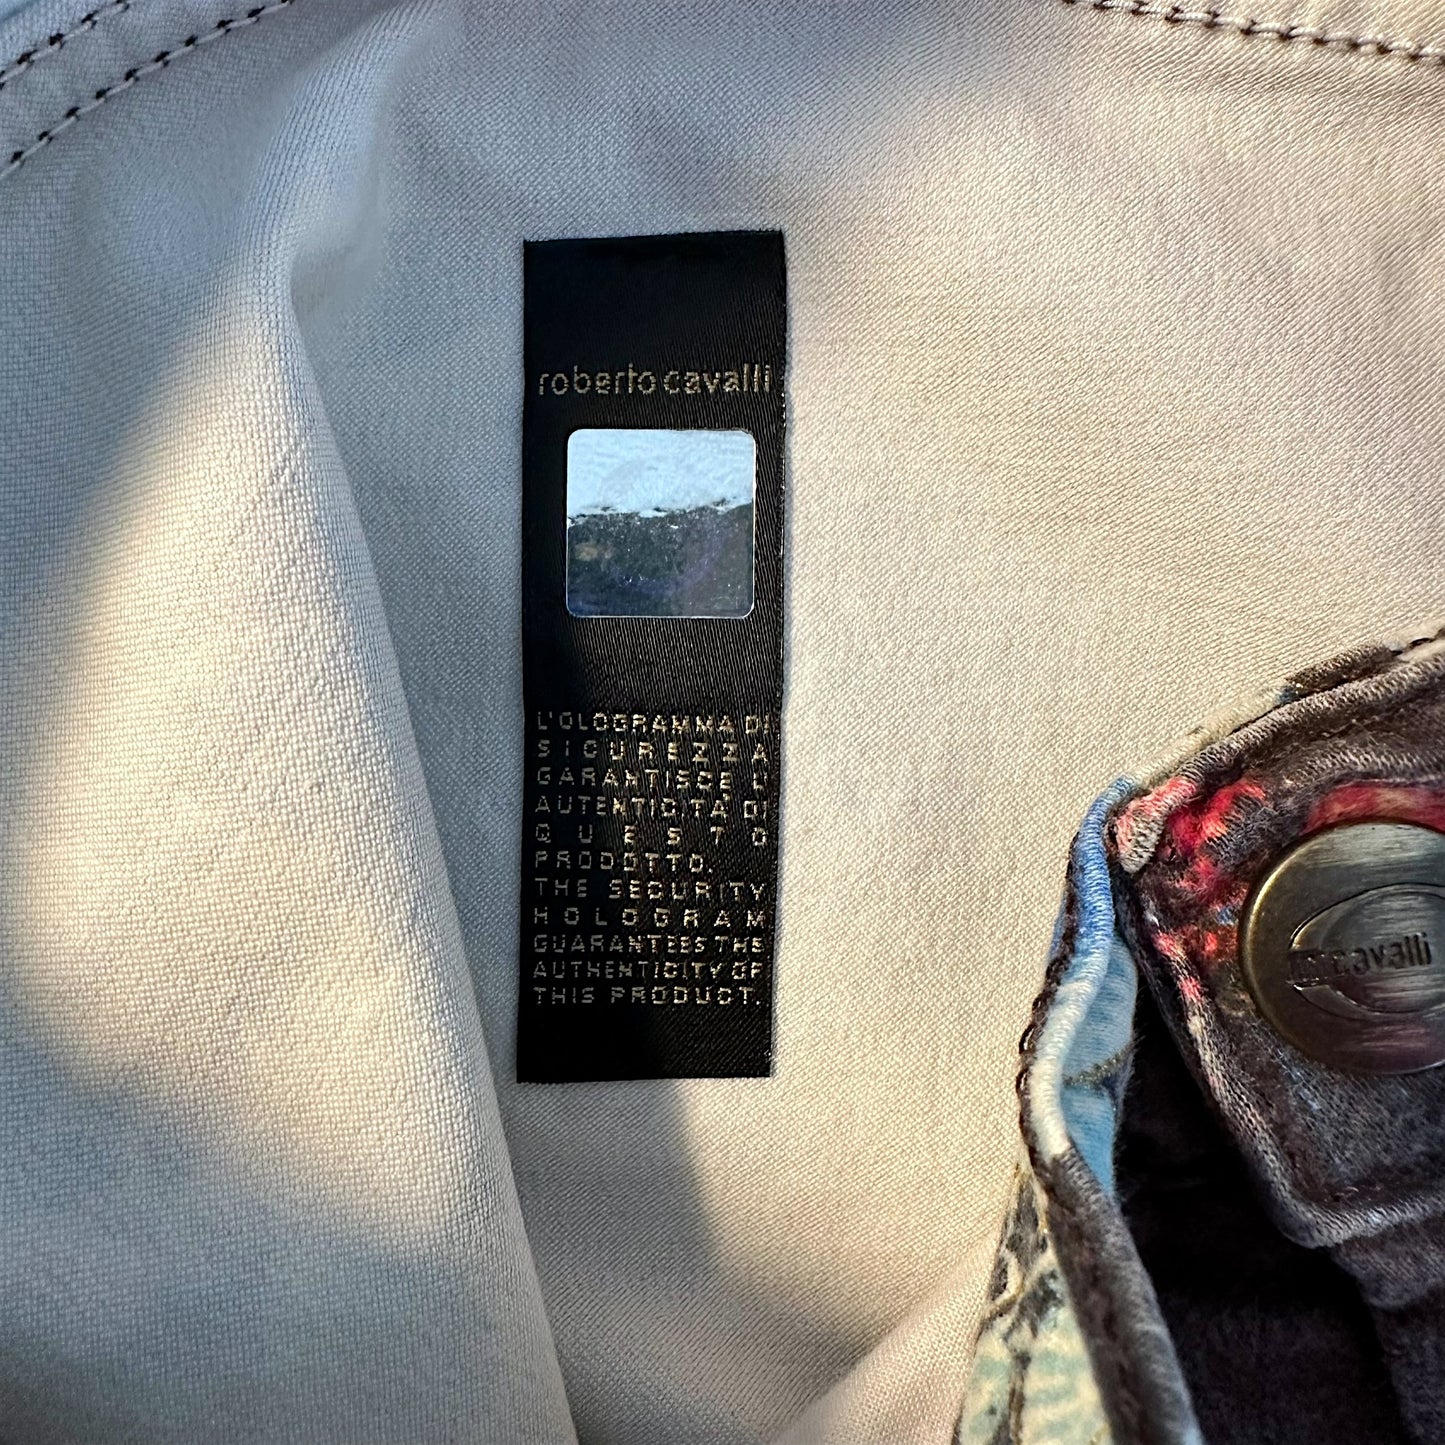 roberto cavalli
L'OLOGRAMMA DI
SICUREZZA
GARANTISCE L'
AUTENTICITA DI
QUESTO
PRODOTTO.
THE SECURITY
HOLOGRAM
GUARANTEES THE
AUTHENTICITY OF
THIS PRODUCT.
cavalli